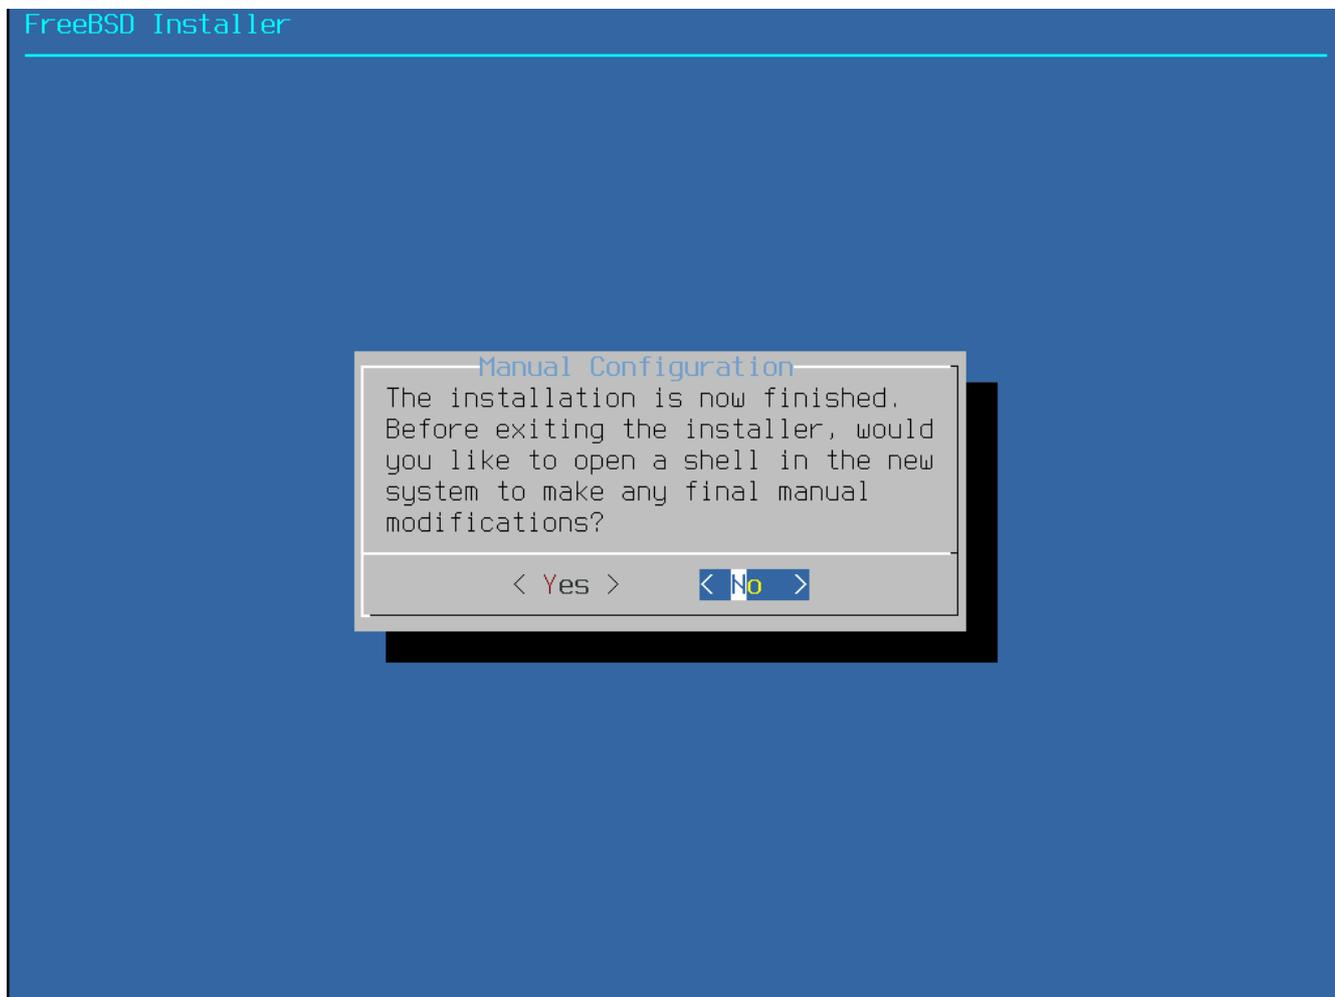 FreeBSD Installer
Manual Configuration
The installation is now finished.
Before exiting the installer, would
you like to open a shell in the new
system to make any final manual
modifications?
< Yes > < No >